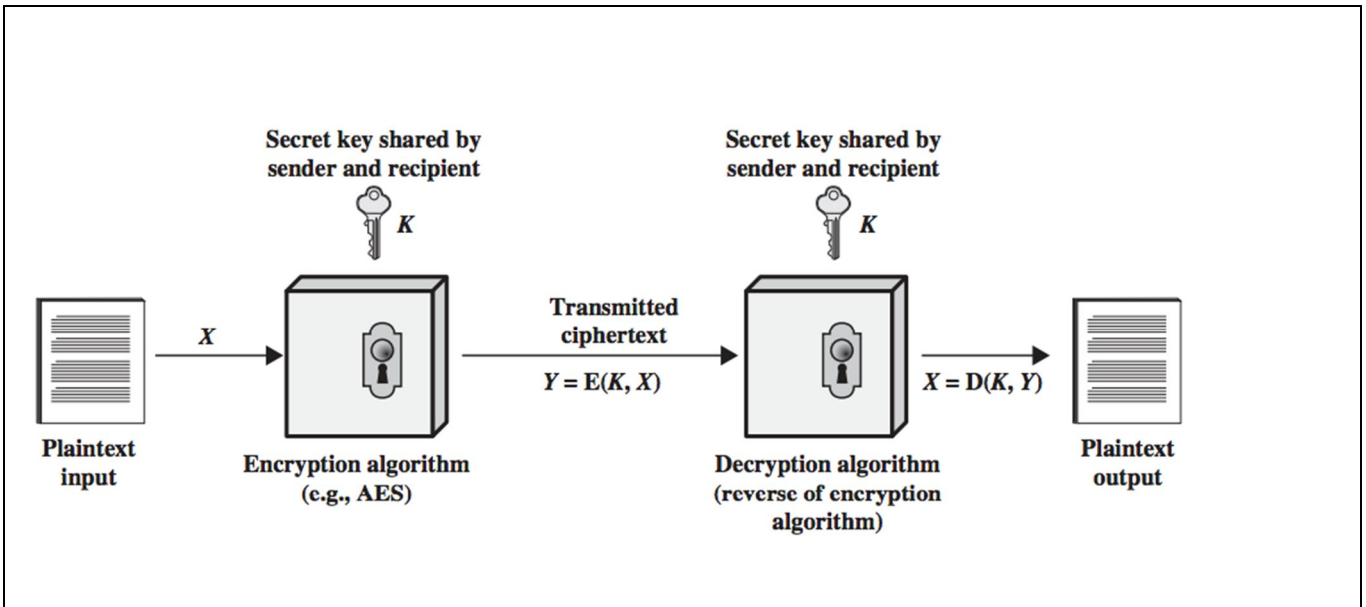 Secret key shared by
sender and recipient
K
Secret key shared by
sender and recipient
K
X
Transmitted
ciphertext
Y = E(K, X)
X = D(K, Y)
Plaintext
input
Encryption algorithm
(e.g., AES)
Decryption algorithm
(reverse of encryption
algorithm)
Plaintext
output